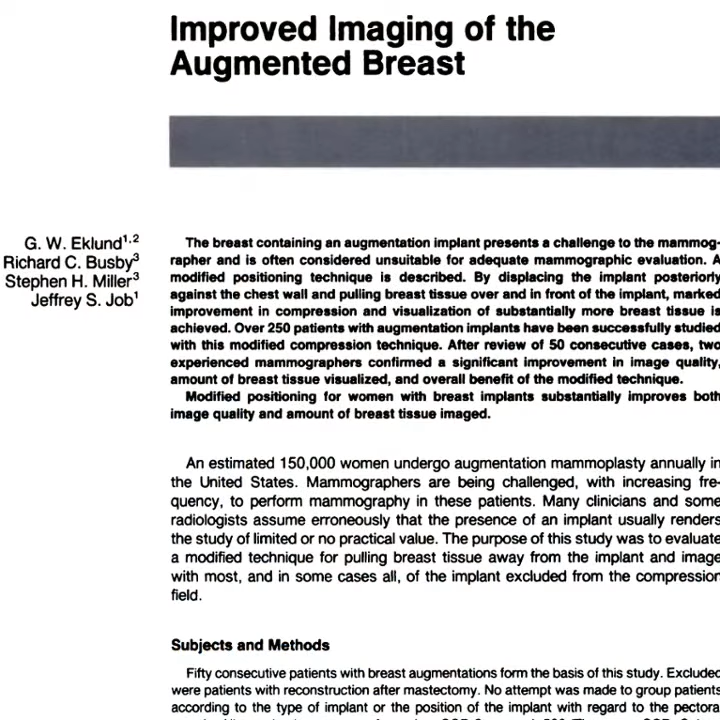 Improved Imaging of the
Augmented Breast
G. W. Eklund1,2
Richard C. Busby3
Stephen H. Miller3
Jeffrey S. Job1
The breast containing an augmentation implant presents a challenge to the mammog-
rapher and is often considered unsuitable for adequate mammographic evaluation. A
modified positioning technique is described. By displacing the implant posteriorly
against the chest wall and pulling breast tissue over and in front of the implant, marked
improvement in compression and visualization of substantially more breast tissue is
achieved. Over 250 patients with augmentation implants have been successfully studied
with this modified compression technique. After review of 50 consecutive cases, two
experienced mammographers confirmed a significant improvement in image quality,
amount of breast tissue visualized, and overall benefit of the modified technique.
Modified positioning for women with breast implants substantially improves both
image quality and amount of breast tissue imaged.
An estimated 150,000 women undergo augmentation mammoplasty annually in
the United States. Mammographers are being challenged, with increasing fre-
quency, to perform mammography in these patients. Many clinicians and some
radiologists assume erroneously that the presence of an implant usually renders
the study of limited or no practical value. The purpose of this study was to evaluate
a modified technique for pulling breast tissue away from the implant and image
with most, and in some cases all, of the implant excluded from the compression
field.
Subjects and Methods
Fifty consecutive patients with breast augmentations form the basis of this study. Excluded
were patients with reconstruction after mastectomy. No attempt was made to group patients
according to the type of implant or the position of the implant with regard to the pectoral